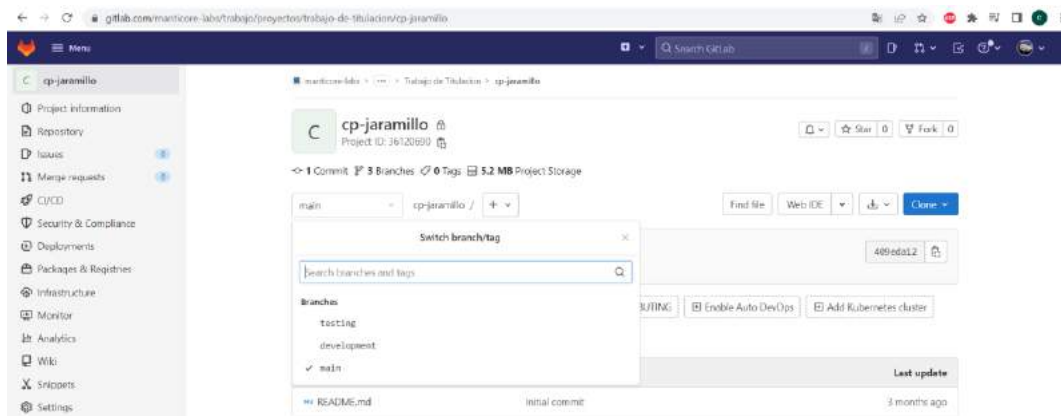 gitlab.com/manticore-labs/trabajo/proyectos/trabajo-de-titulacion/cp-jaramillo
Menu
Search GitLab
C cp-jaramillo
Project information
Repository
Issues 0
Merge requests 0
CI/CD
Security & Compliance
Deployments
Packages & Registries
Infrastructure
Monitor
Analytics
Wiki
Snippets
Settings
manticore-labs > ... > Trabajo de Titulacion > cp-jaramillo
C
cp-jaramillo
Project ID: 36120690
Star 0
Fork 0
1 Commit 3 Branches 0 Tags 5.2 MB Project Storage
main
cp-jaramillo / +
Find file
Web IDE
Clone
Switch branch/tag
409eda12
Search branches and tags
Branches
testing
development
main
BUTING
Enable Auto DevOps
Add Kubernetes cluster
Last update
README.md
Initial commit
3 months ago